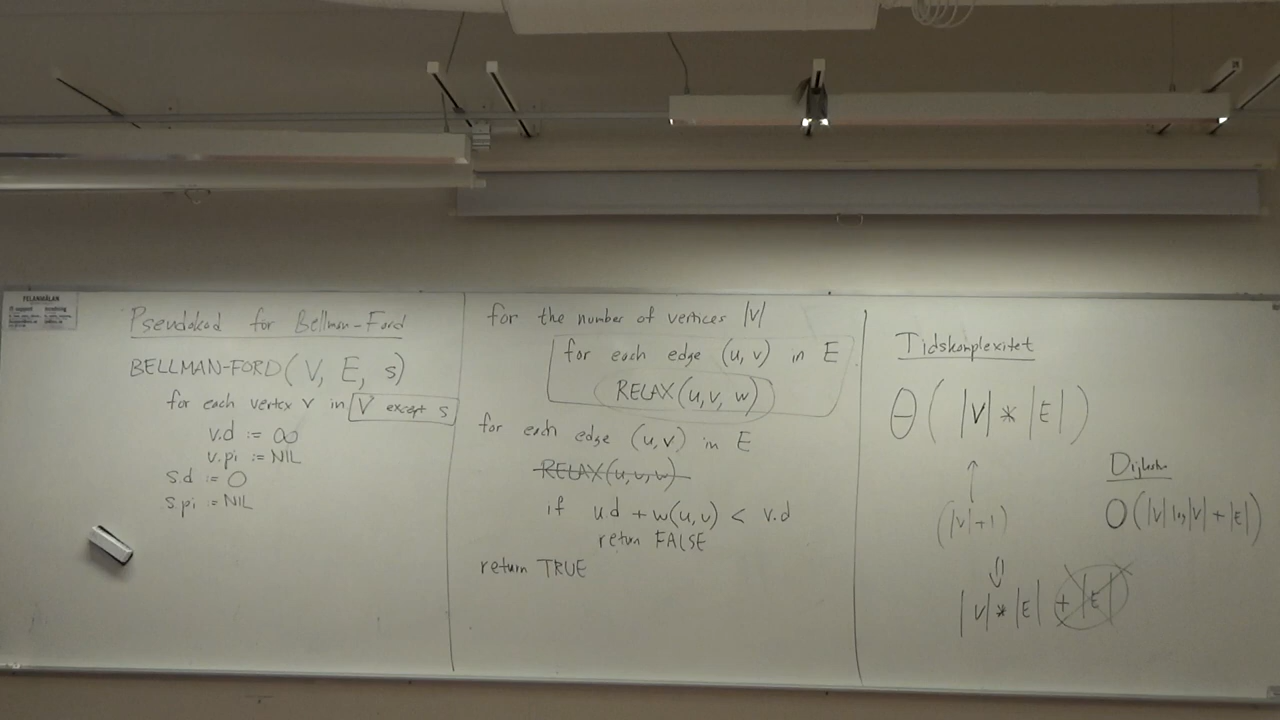 FELANMÄLAN
Pseudokod for Bellman-Ford
BELLMAN-FORD(V, E, s)
for each vertex v in V except s
v.d := ∞
v.pi := NIL
s.d := 0
s.pi := NIL
for the number of vertices |V|
for each edge (u, v) in E
RELAX(u, v, w)
for each edge (u, v) in E
RELAX(u, v, w)
if u.d + w(u, v) < v.d
return FALSE
return TRUE
Tidskomplexitet
Θ(|V| * |E|)
↑
(|V|+1)
⇓
|V| * |E| + |E|
Dijkstra
O(|V| log|V| + |E|)